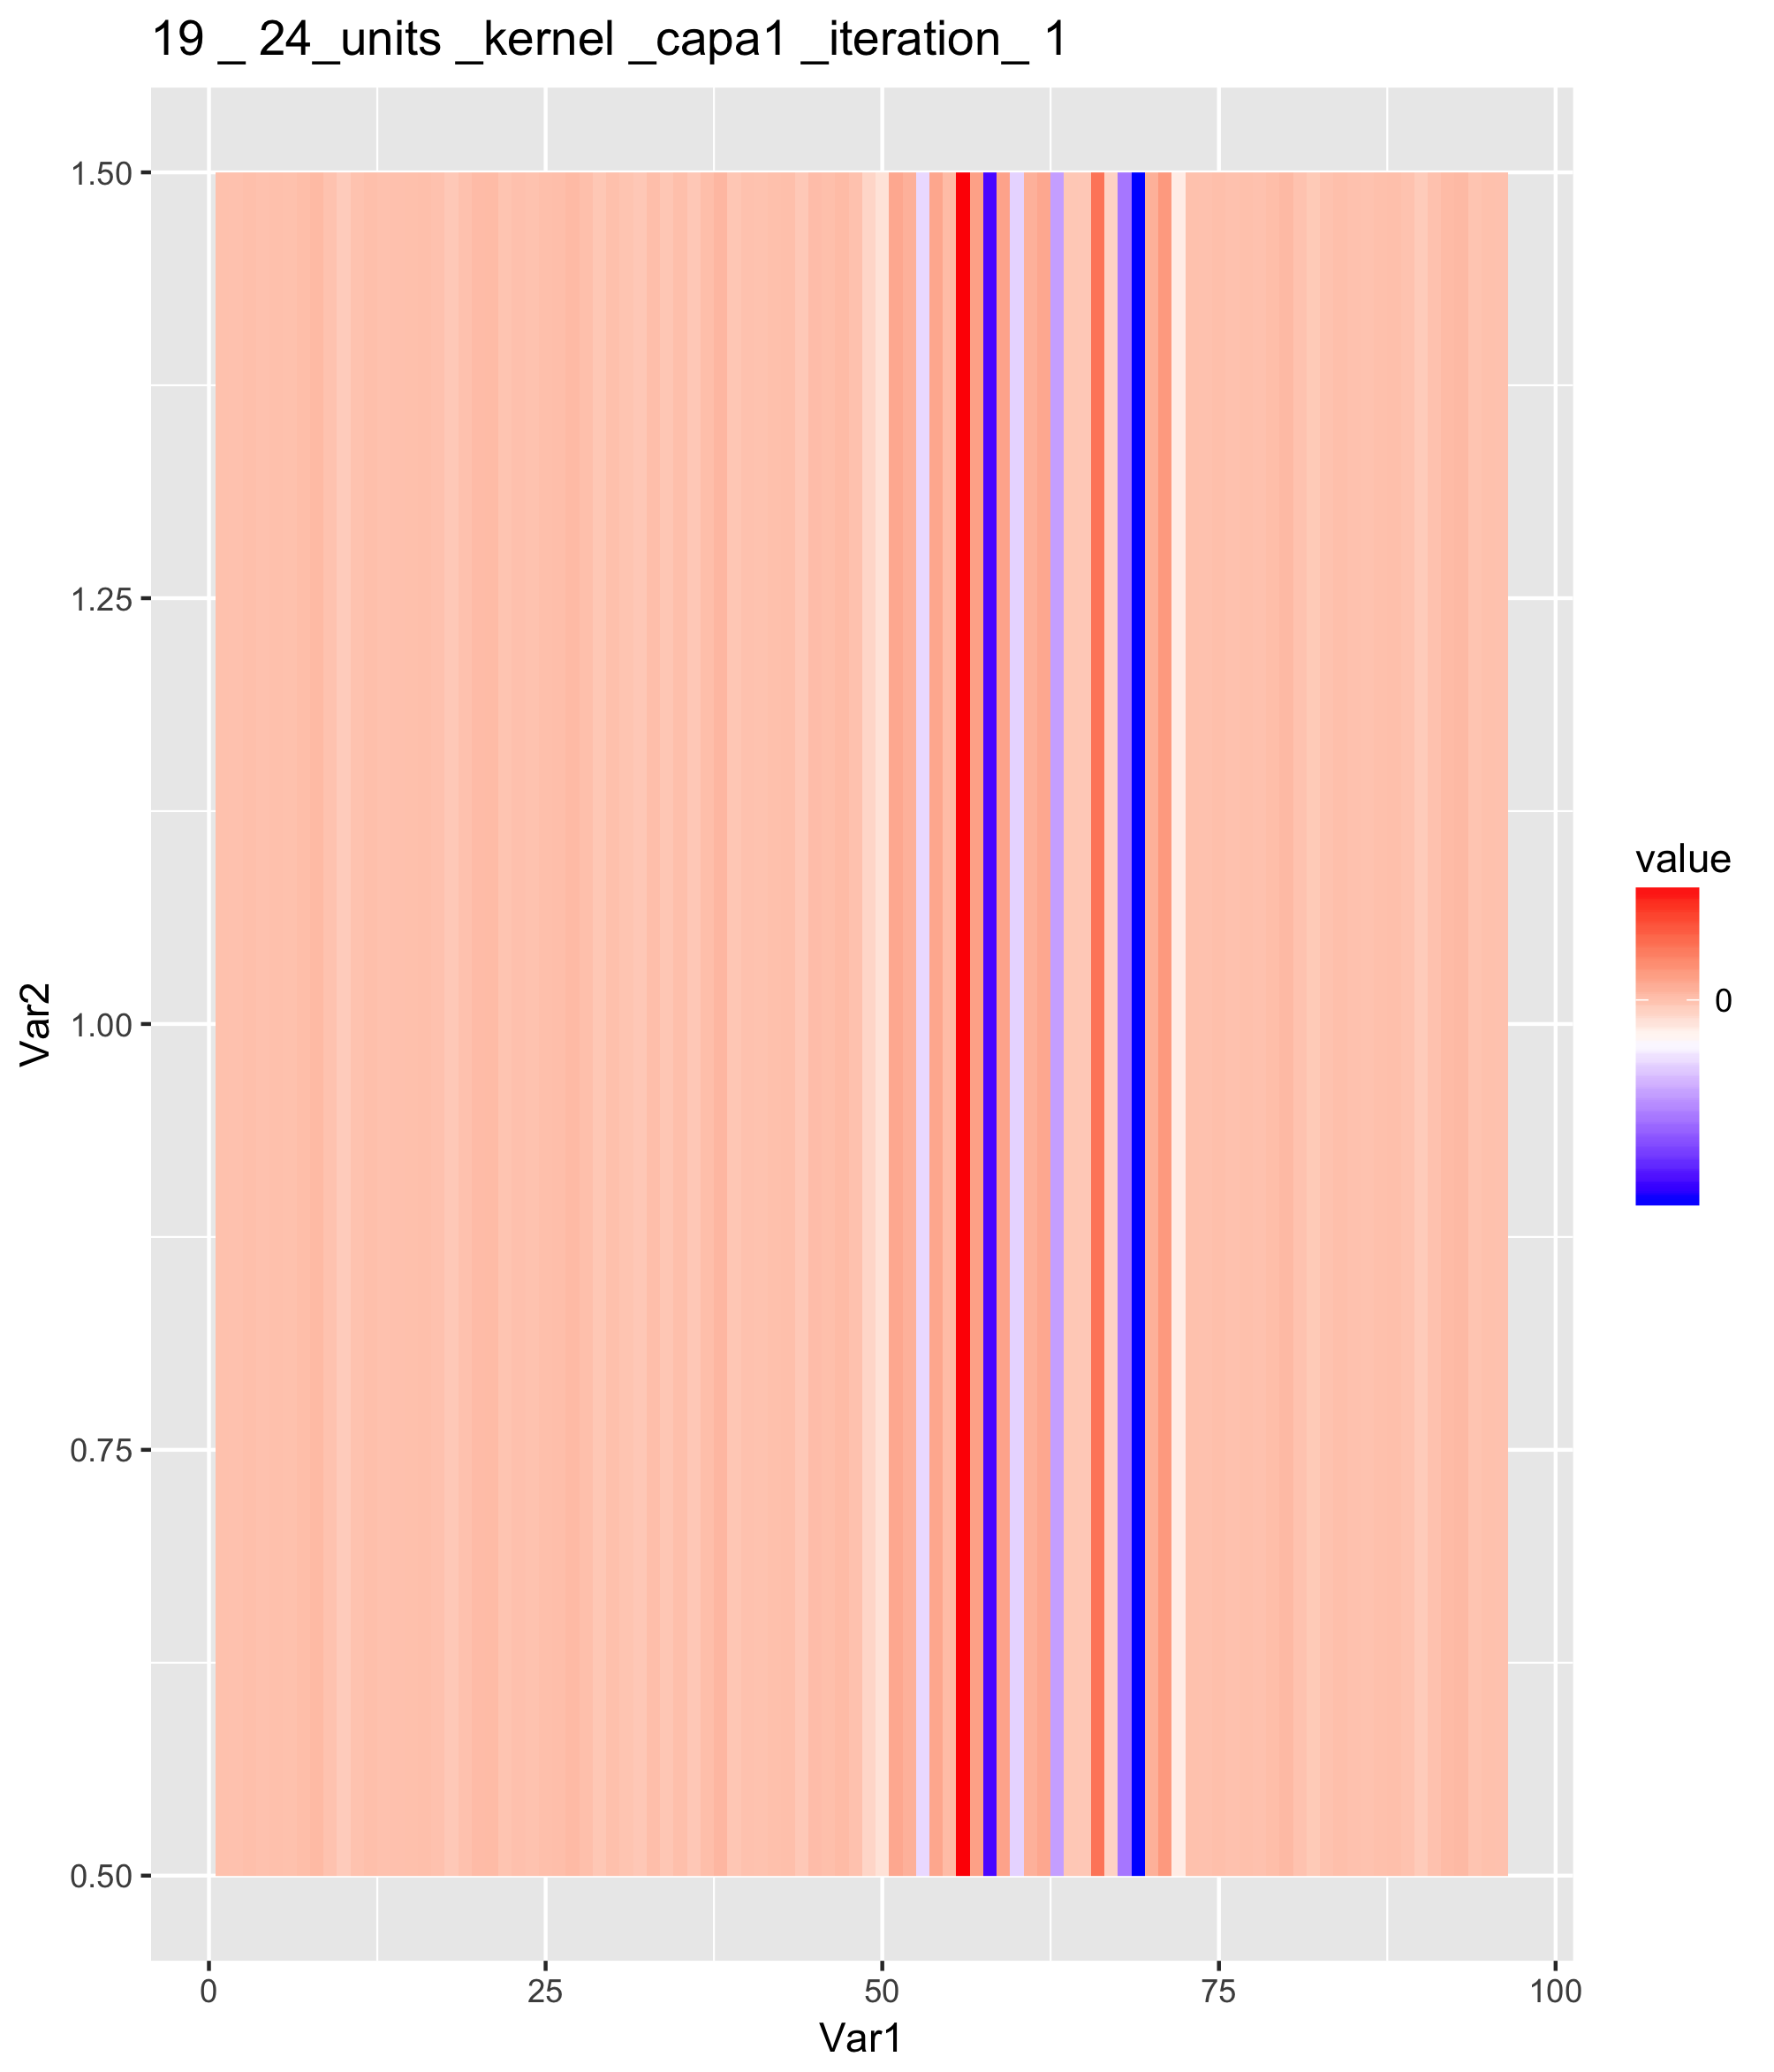 19 _ 24_units _kernel _capa1 _iteration_ 1
1.50
1.25
1.00
0.75
0.50
Var2
0 25 50 75 100
Var1
value
0